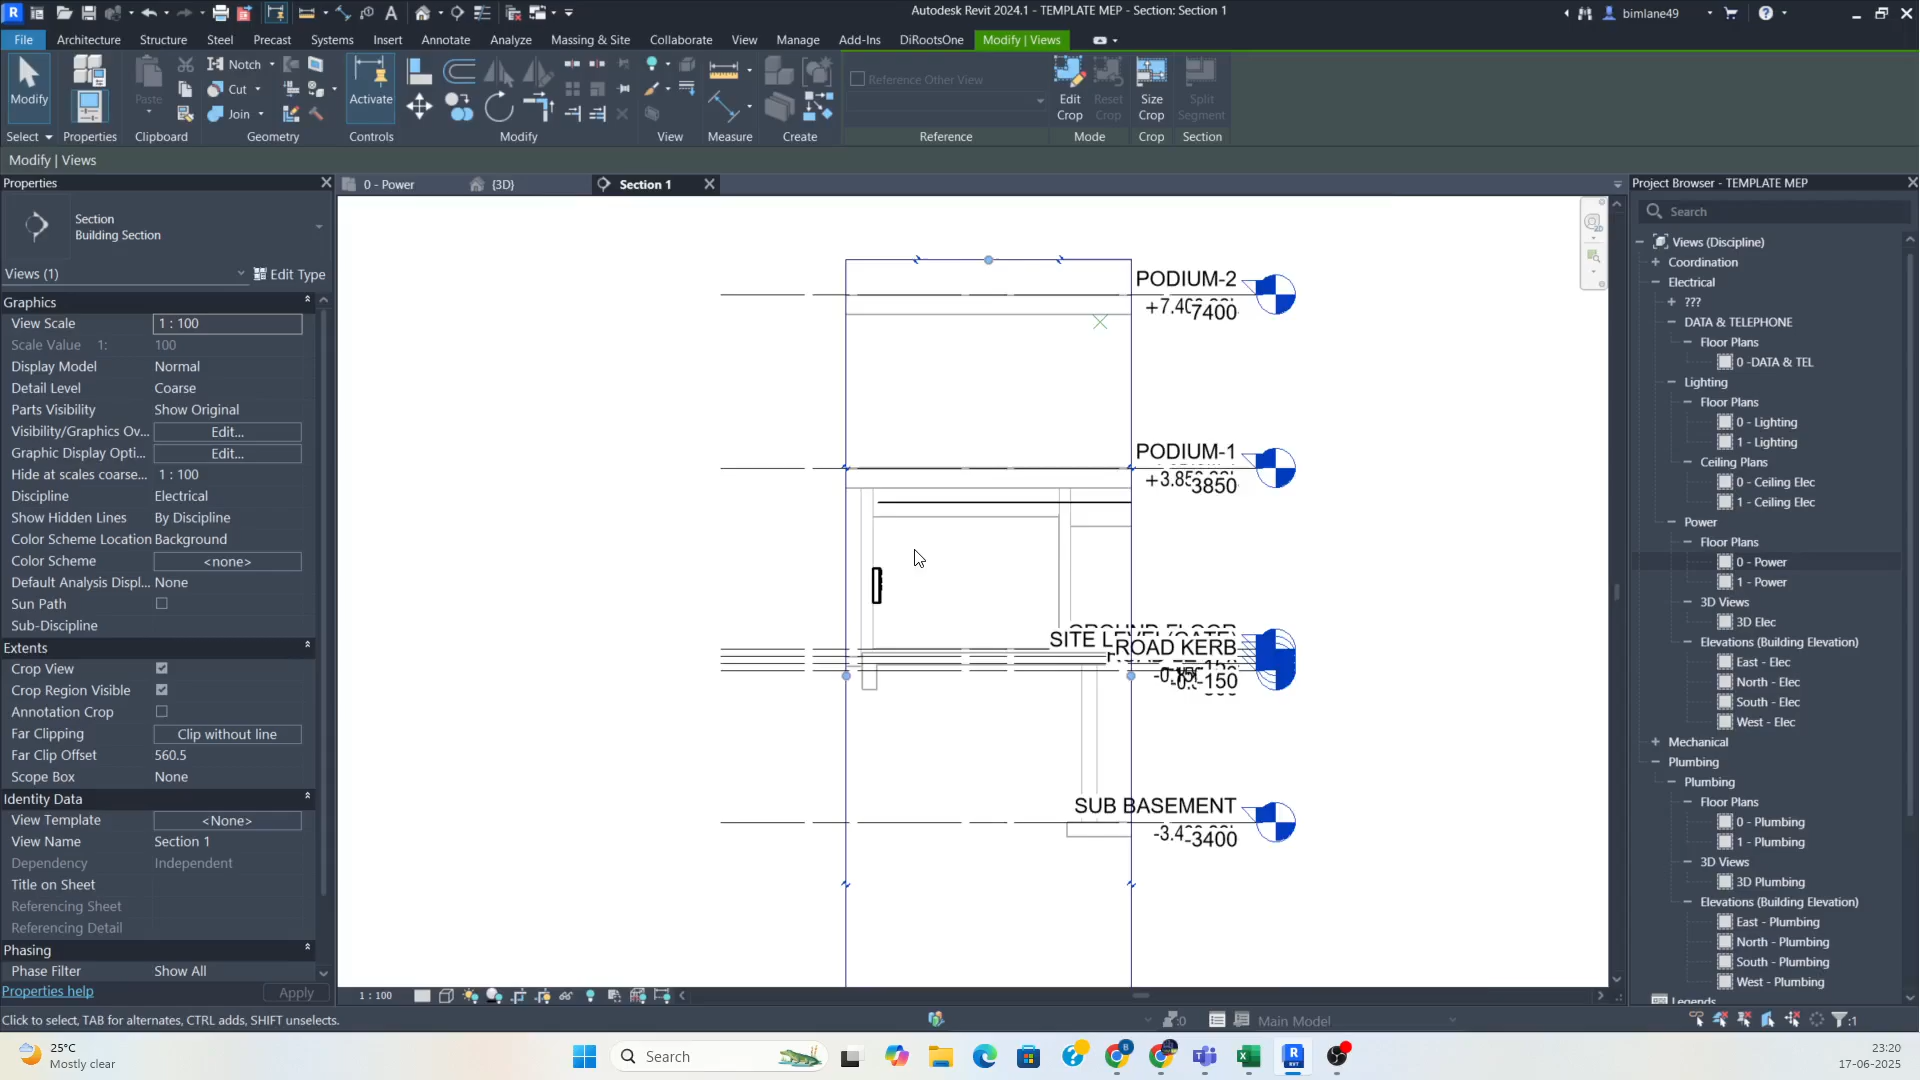 Autodesk Revit 2024.1 - TEMPLATE MEP - Section: Section 1
bimlane49
File
Architecture
Structure
Steel
Precast
Systems
Insert
Annotate
Analyze
Massing & Site
Collaborate
View
Manage
Add-Ins
DiRootsOne
Modify | Views
Modify
Paste
Notch
Cut
Join
Activate
Reference Other View
Edit Crop
Reset Crop
Size Crop
Split Segment
Select
Properties
Clipboard
Geometry
Controls
Modify
View
Measure
Create
Reference
Mode
Crop
Section
Modify | Views
Properties
Section
Building Section
Views (1)
Edit Type
Graphics
View Scale 1 : 100
Scale Value 1: 100
Display Model Normal
Detail Level Coarse
Parts Visibility Show Original
Visibility/Graphics Ov... Edit...
Graphic Display Opti... Edit...
Hide at scales coarse... 1 : 100
Discipline Electrical
Show Hidden Lines By Discipline
Color Scheme Location Background
Color Scheme <none>
Default Analysis Displ... None
Sun Path
Sub-Discipline
Extents
Crop View
Crop Region Visible
Annotation Crop
Far Clipping Clip without line
Far Clip Offset 560.5
Scope Box None
Identity Data
View Template <None>
View Name Section 1
Dependency Independent
Title on Sheet
Referencing Sheet
Referencing Detail
Phasing
Phase Filter Show All
Properties help
Apply
0 - Power
{3D}
Section 1
PODIUM-2
7400
PODIUM-1
3850
ROAD KERB
-150
SUB BASEMENT
-3400
1 : 100
Project Browser - TEMPLATE MEP
Search
Views (Discipline)
Coordination
Electrical
???
DATA & TELEPHONE
Floor Plans
0 -DATA & TEL
Lighting
Floor Plans
0 - Lighting
1 - Lighting
Ceiling Plans
0 - Ceiling Elec
1 - Ceiling Elec
Power
Floor Plans
0 - Power
1 - Power
3D Views
3D Elec
Elevations (Building Elevation)
East - Elec
North - Elec
South - Elec
West - Elec
Mechanical
Plumbing
Plumbing
Floor Plans
0 - Plumbing
1 - Plumbing
3D Views
3D Plumbing
Elevations (Building Elevation)
East - Plumbing
North - Plumbing
South - Plumbing
West - Plumbing
Legends
Click to select, TAB for alternates, CTRL adds, SHIFT unselects.
:0
Main Model
:1
25°C
Mostly clear
Search
23:20
17-06-2025